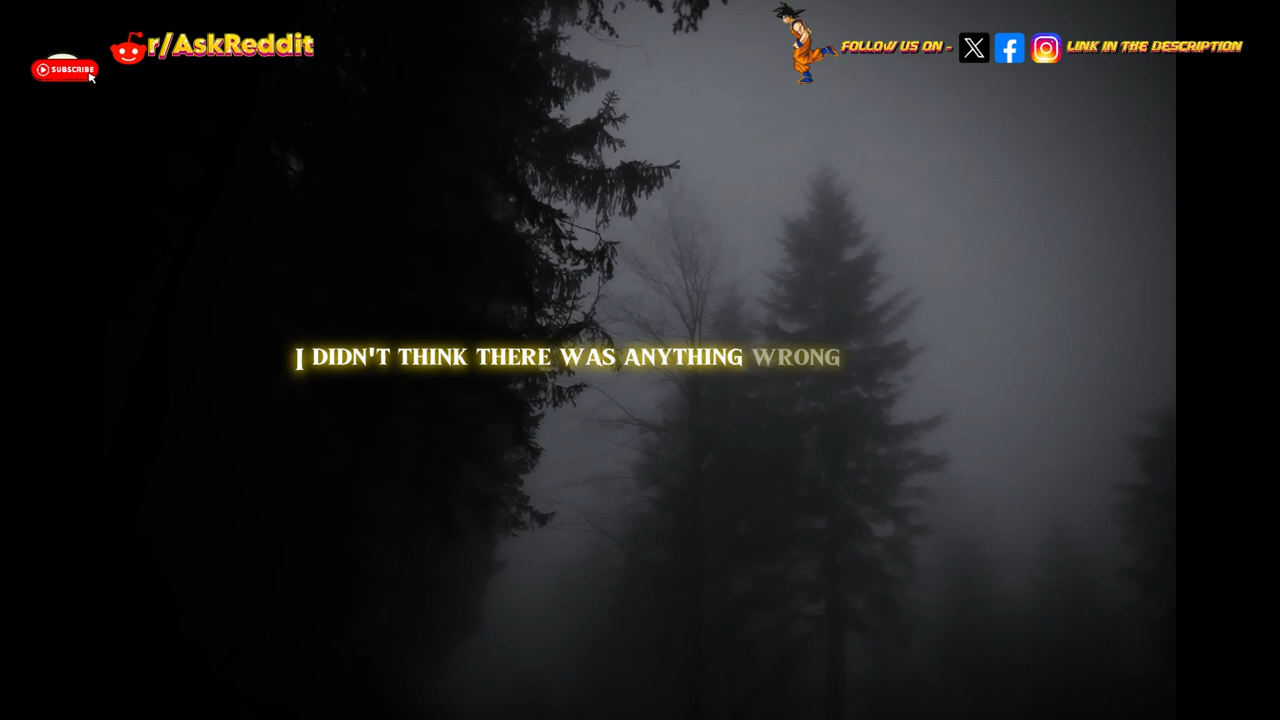 r/AskReddit
FOLLOW US ON -
LINK IN THE DESCRIPTION
SUBSCRIBE
I DIDN'T THINK THERE WAS ANYTHING WRONG